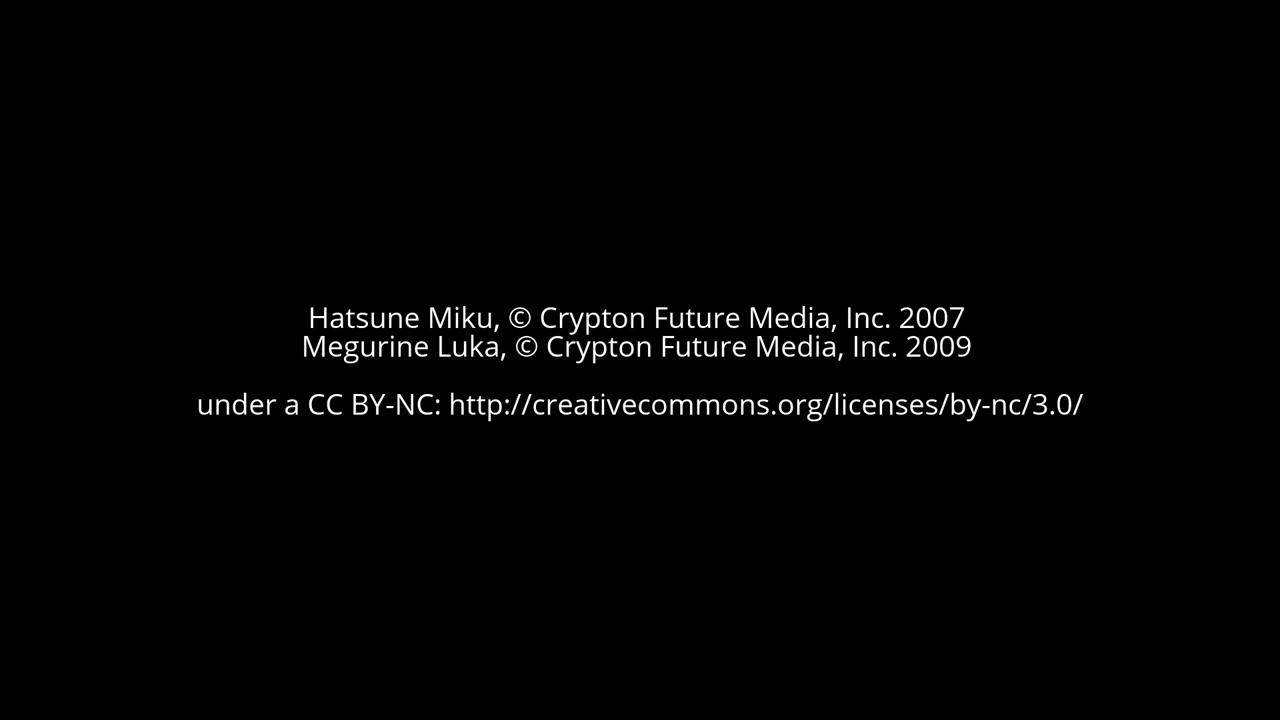 Hatsune Miku, © Crypton Future Media, Inc. 2007
Megurine Luka, © Crypton Future Media, Inc. 2009
under a CC BY-NC: http://creativecommons.org/licenses/by-nc/3.0/